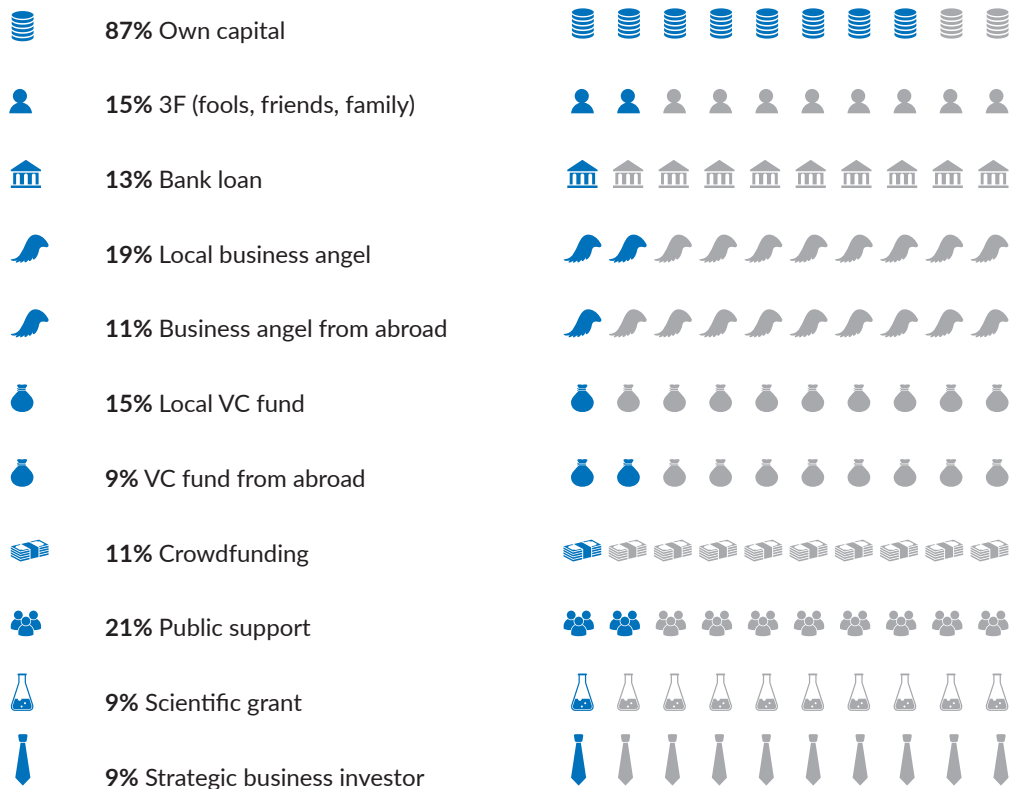 87% Own capital
15% 3F (fools, friends, family)
13% Bank loan
19% Local business angel
11% Business angel from abroad
15% Local VC fund
9% VC fund from abroad
11% Crowdfunding
21% Public support
9% Scientific grant
9% Strategic business investor